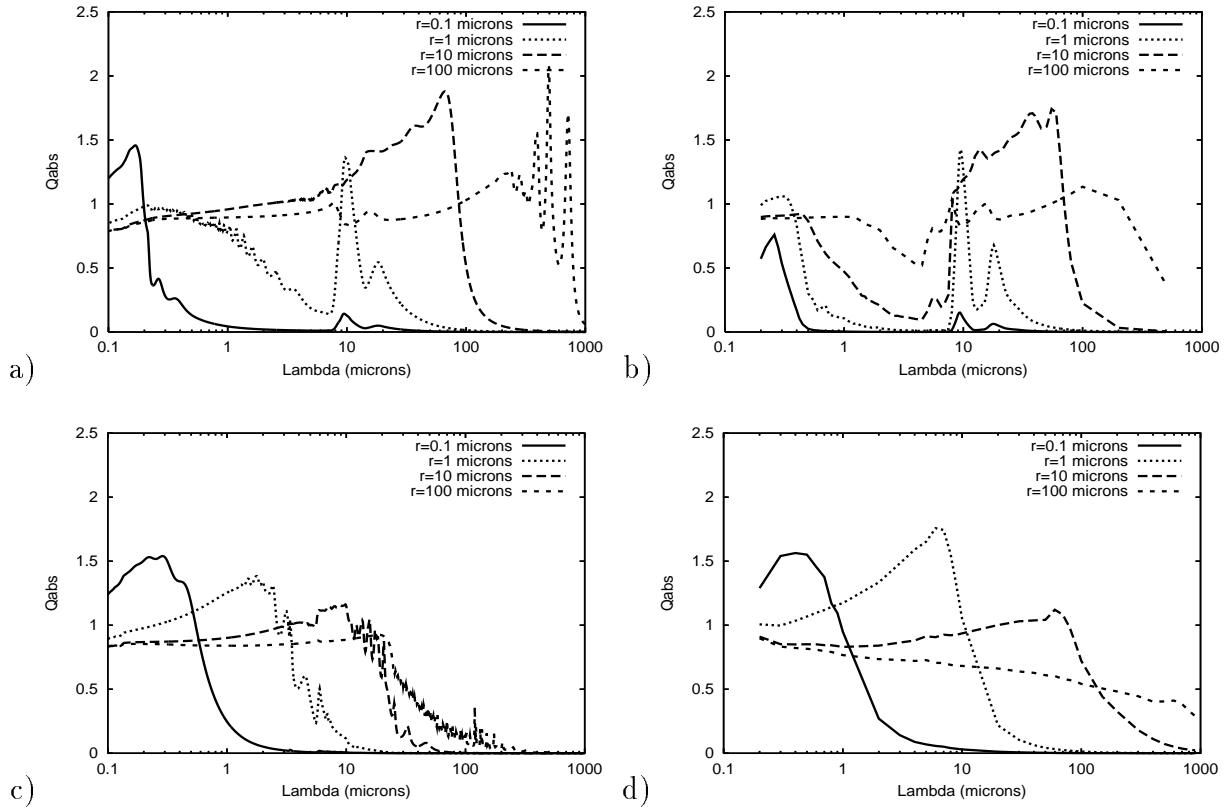 2.5
2
1.5
1
0.5
0
Qabs
0.1 1 10 100 1000
Lambda (microns)
r=0.1 microns
r=1 microns
r=10 microns
r=100 microns
a)
2.5
2
1.5
1
0.5
0
Qabs
0.1 1 10 100 1000
Lambda (microns)
r=0.1 microns
r=1 microns
r=10 microns
r=100 microns
b)
2.5
2
1.5
1
0.5
0
Qabs
0.1 1 10 100 1000
Lambda (microns)
r=0.1 microns
r=1 microns
r=10 microns
r=100 microns
c)
2.5
2
1.5
1
0.5
0
Qabs
0.1 1 10 100 1000
Lambda (microns)
r=0.1 microns
r=1 microns
r=10 microns
r=100 microns
d)